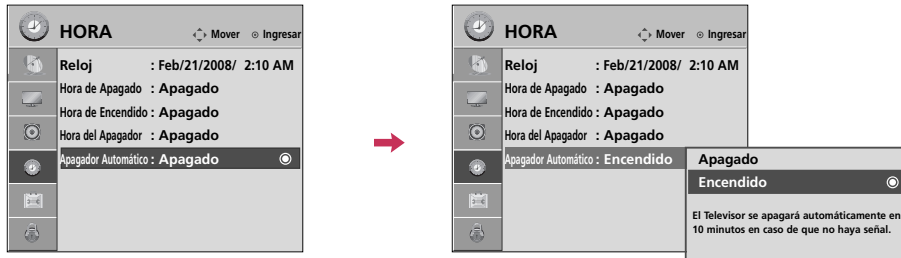 HORA Mover Ingresar
Reloj : Feb/21/2008/ 2:10 AM
Hora de Apagado : Apagado
Hora de Encendido : Apagado
Hora del Apagador : Apagado
Apagador Automático : Apagado
HORA Mover Ingresar
Reloj : Feb/21/2008/ 2:10 AM
Hora de Apagado : Apagado
Hora de Encendido : Apagado
Hora del Apagador : Apagado
Apagador Automático : Encendido
Apagado
Encendido
El Televisor se apagará automáticamente en
10 minutos en caso de que no haya señal.